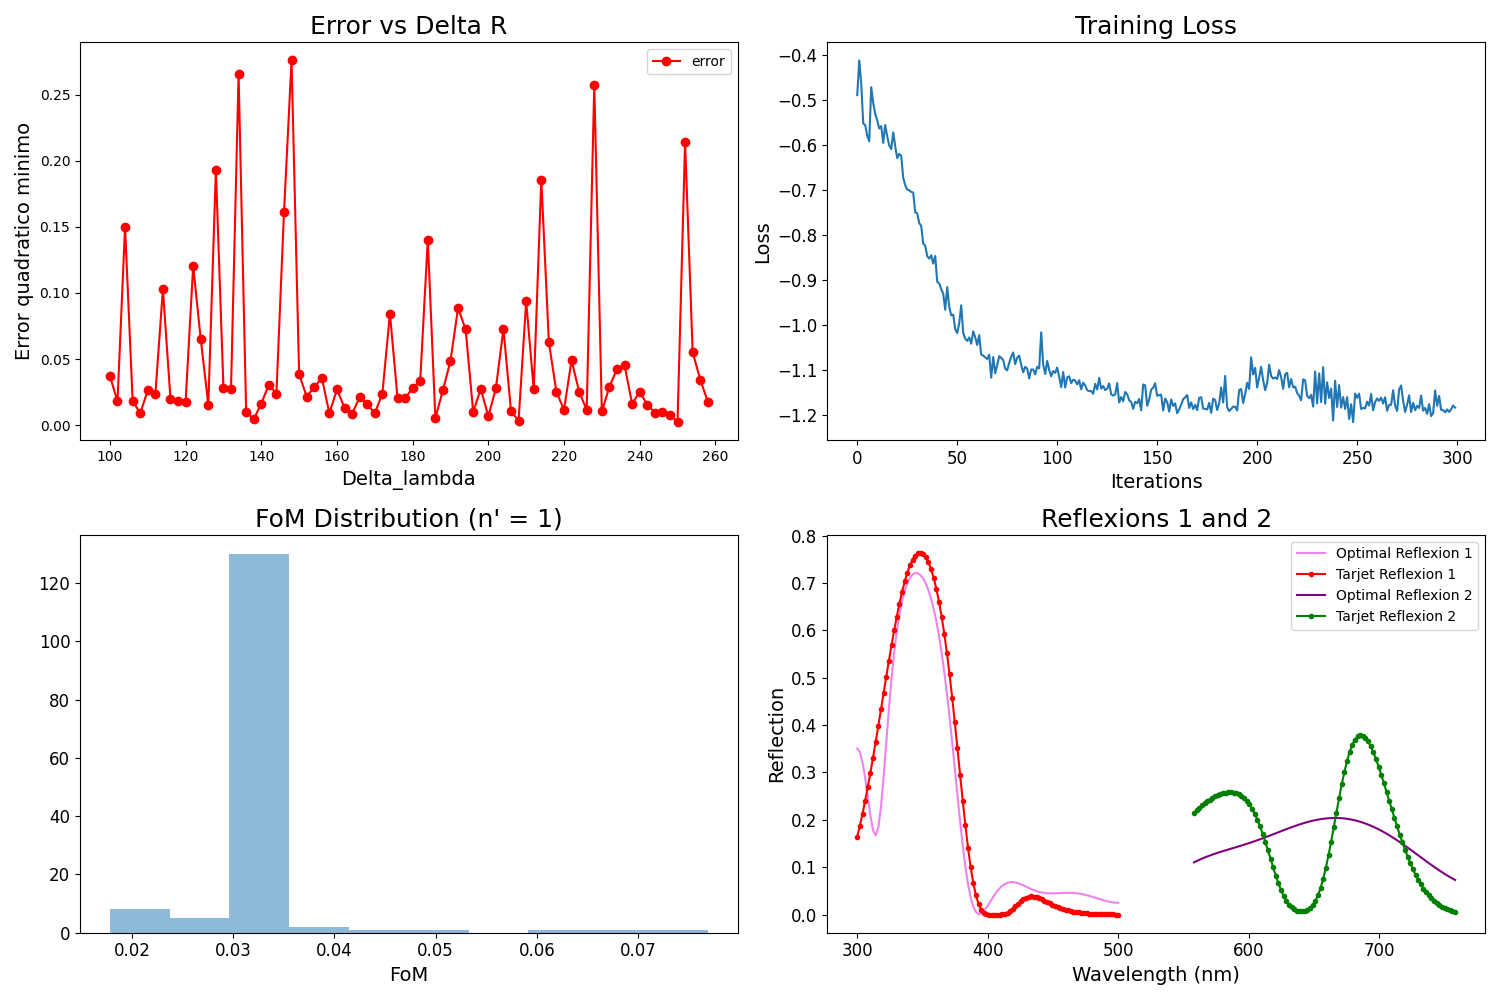 Error vs Delta R
error
Error quadratico minimo
0.25
0.20
0.15
0.10
0.05
0.00
100 120 140 160 180 200 220 240 260
Delta_lambda
Training Loss
Loss
−0.4
−0.5
−0.6
−0.7
−0.8
−0.9
−1.0
−1.1
−1.2
0 50 100 150 200 250 300
Iterations
FoM Distribution (n' = 1)
120
100
80
60
40
20
0
0.02 0.03 0.04 0.05 0.06 0.07
FoM
Reflexions 1 and 2
Optimal Reflexion 1
Tarjet Reflexion 1
Optimal Reflexion 2
Tarjet Reflexion 2
Reflection
0.8
0.7
0.6
0.5
0.4
0.3
0.2
0.1
0.0
300 400 500 600 700
Wavelength (nm)